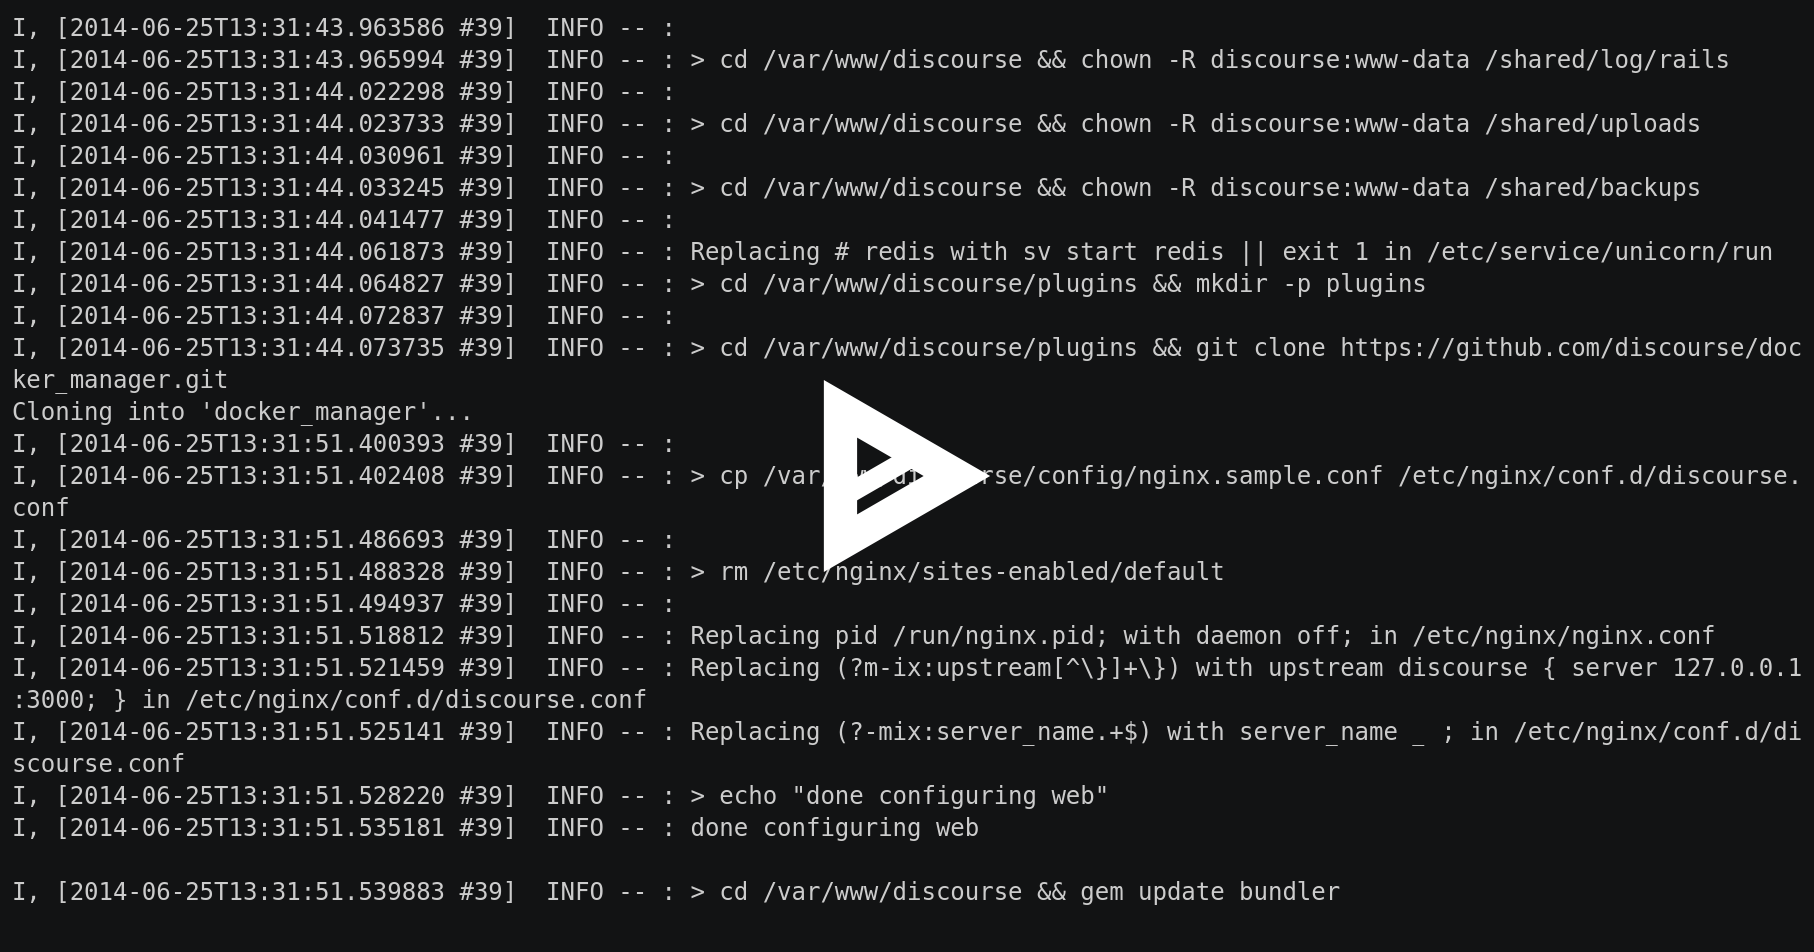 I, [2014-06-25T13:31:43.963586 #39]  INFO -- :
I, [2014-06-25T13:31:43.965994 #39]  INFO -- : > cd /var/www/discourse && chown -R discourse:www-data /shared/log/rails
I, [2014-06-25T13:31:44.022298 #39]  INFO -- :
I, [2014-06-25T13:31:44.023733 #39]  INFO -- : > cd /var/www/discourse && chown -R discourse:www-data /shared/uploads
I, [2014-06-25T13:31:44.030961 #39]  INFO -- :
I, [2014-06-25T13:31:44.033245 #39]  INFO -- : > cd /var/www/discourse && chown -R discourse:www-data /shared/backups
I, [2014-06-25T13:31:44.041477 #39]  INFO -- :
I, [2014-06-25T13:31:44.061873 #39]  INFO -- : Replacing # redis with sv start redis || exit 1 in /etc/service/unicorn/run
I, [2014-06-25T13:31:44.064827 #39]  INFO -- : > cd /var/www/discourse/plugins && mkdir -p plugins
I, [2014-06-25T13:31:44.072837 #39]  INFO -- :
I, [2014-06-25T13:31:44.073735 #39]  INFO -- : > cd /var/www/discourse/plugins && git clone https://github.com/discourse/doc
ker_manager.git
Cloning into 'docker_manager'...
I, [2014-06-25T13:31:51.400393 #39]  INFO -- :
I, [2014-06-25T13:31:51.402408 #39]  INFO -- : > cp /etc/nginx/conf.d/discourse.
conf
I, [2014-06-25T13:31:51.486693 #39]  INFO -- :
I, [2014-06-25T13:31:51.488328 #39]  INFO -- : > rm /etc/nginx/sites-enabled/default
I, [2014-06-25T13:31:51.494937 #39]  INFO -- :
I, [2014-06-25T13:31:51.518812 #39]  INFO -- : Replacing pid /run/nginx.pid; with daemon off; in /etc/nginx/nginx.conf
I, [2014-06-25T13:31:51.521459 #39]  INFO -- : Replacing (?m-ix:upstream[^\}]+\}) with upstream discourse { server 127.0.0.1
:3000; } in /etc/nginx/conf.d/discourse.conf
I, [2014-06-25T13:31:51.525141 #39]  INFO -- : Replacing (?-mix:server_name.+$) with server_name _ ; in /etc/nginx/conf.d/di
scourse.conf
I, [2014-06-25T13:31:51.528220 #39]  INFO -- : > echo "done configuring web"
I, [2014-06-25T13:31:51.535181 #39]  INFO -- : done configuring web
I, [2014-06-25T13:31:51.539883 #39]  INFO -- : > cd /var/www/discourse && gem update bundler